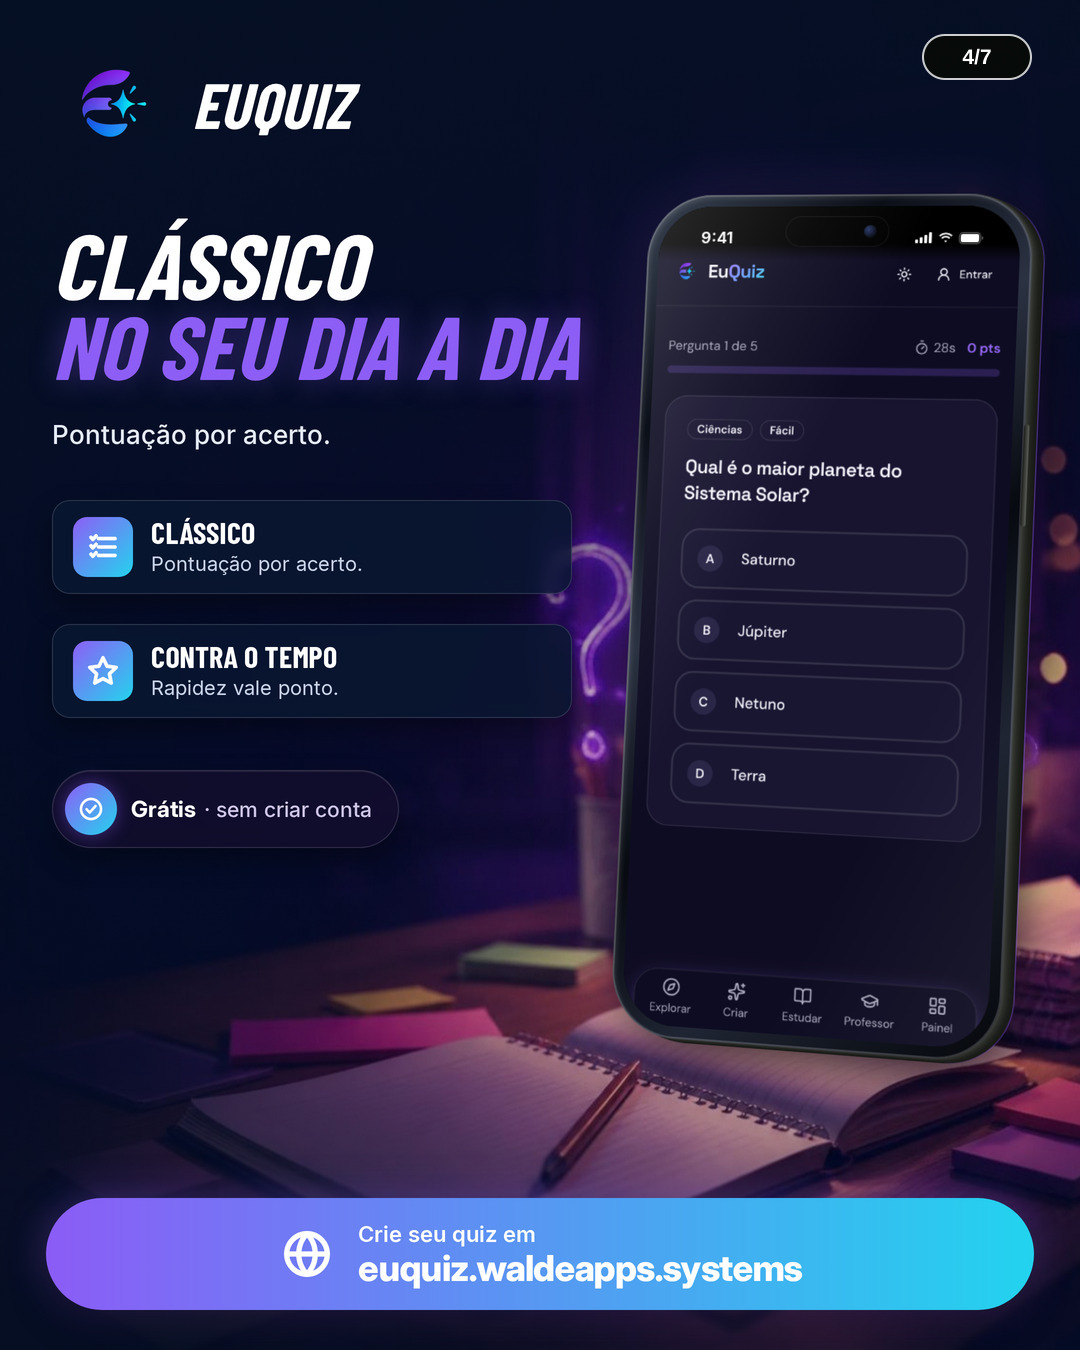 4/7
EUQUIZ
CLÁSSICO
NO SEU DIA A DIA
Pontuação por acerto.
CLÁSSICO
Pontuação por acerto.
CONTRA O TEMPO
Rapidez vale ponto.
Grátis · sem criar conta
9:41
EuQuiz
Entrar
Pergunta 1 de 5
28s 0 pts
Ciências Fácil
Qual é o maior planeta do
Sistema Solar?
A Saturno
B Júpiter
C Netuno
D Terra
Explorar Criar Estudar Professor Painel
Crie seu quiz em
euquiz.waldeapps.systems